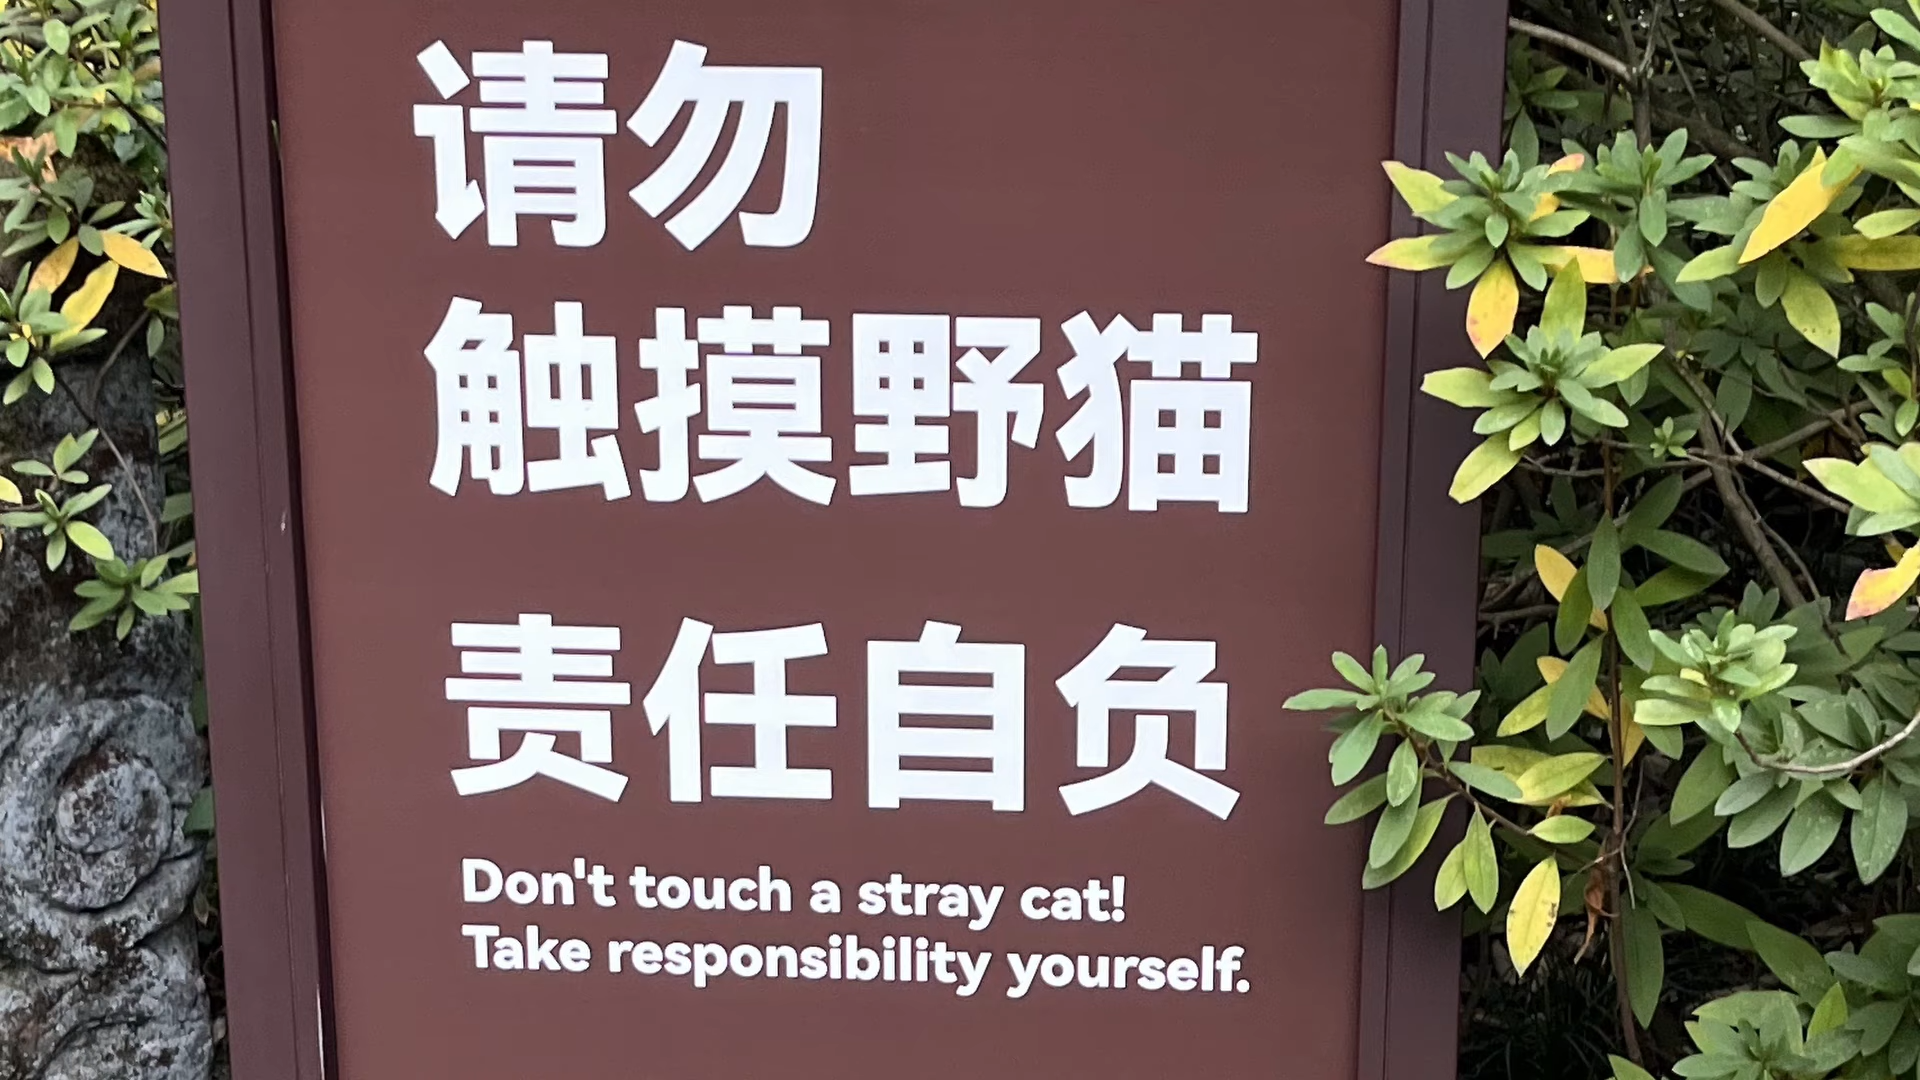 请勿
触摸野猫
责任自负
Don't touch a stray cat!
Take responsibility yourself.